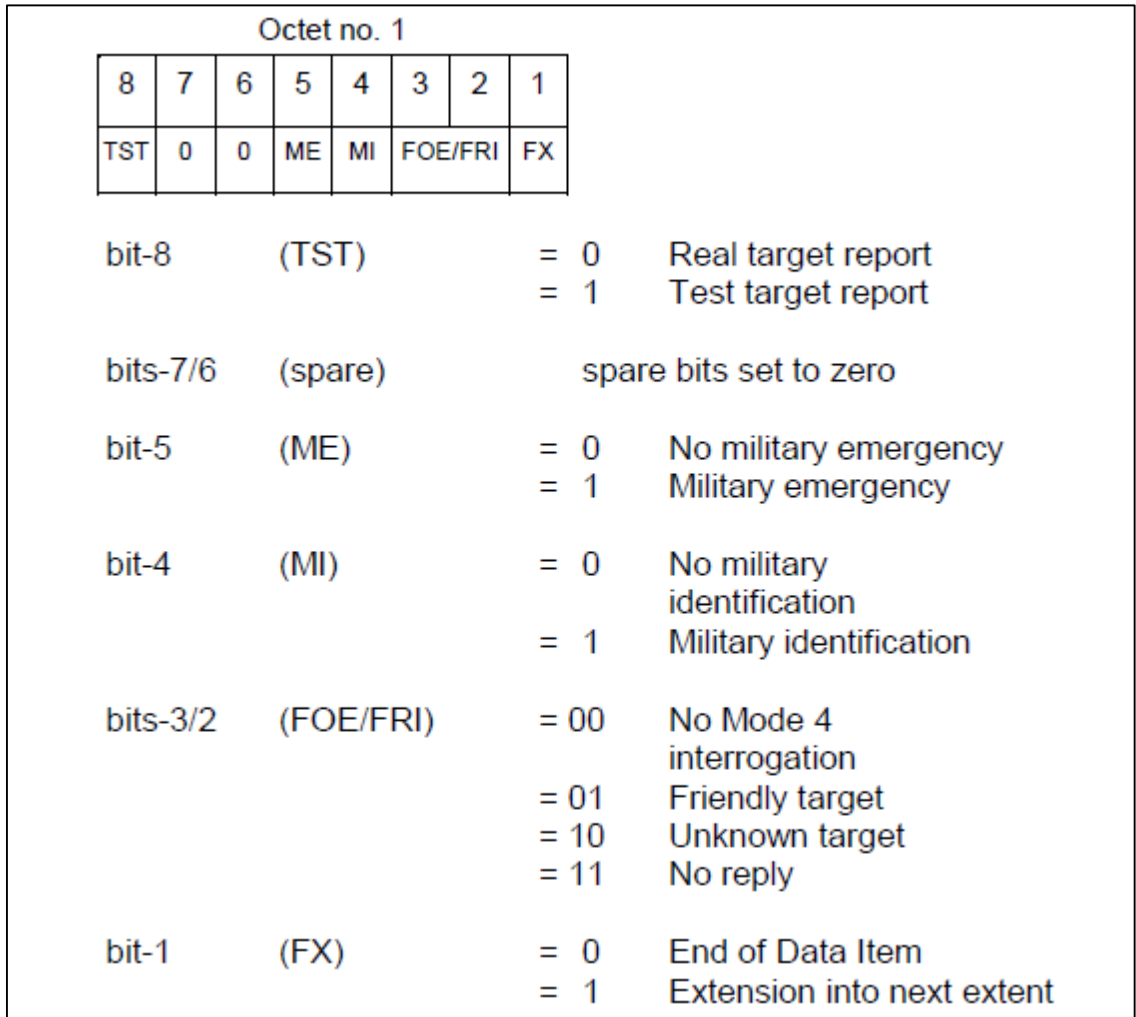 Octet no. 1
8 7 6 5 4 3 2 1
TST 0 0 ME MI FOE/FRI FX
bit-8 (TST) = 0 Real target report
= 1 Test target report
bits-7/6 (spare) spare bits set to zero
bit-5 (ME) = 0 No military emergency
= 1 Military emergency
bit-4 (MI) = 0 No military
identification
= 1 Military identification
bits-3/2 (FOE/FRI) = 00 No Mode 4
interrogation
= 01 Friendly target
= 10 Unknown target
= 11 No reply
bit-1 (FX) = 0 End of Data Item
= 1 Extension into next extent